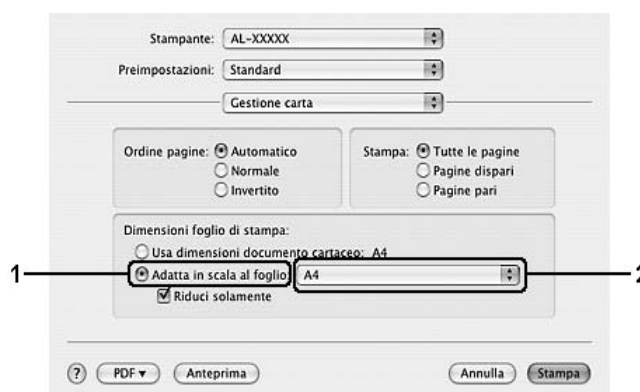 Stampante: AL-XXXXX
Preimpostazioni: Standard
Gestione carta
Ordine pagine: Automatico
Normale
Invertito
Stampa: Tutte le pagine
Pagine dispari
Pagine pari
Dimensioni foglio di stampa:
Usa dimensioni documento cartaceo: A4
1
Adatta in scala al foglio A4
2
Riduci solamente
? PDF Anteprima Annulla Stampa